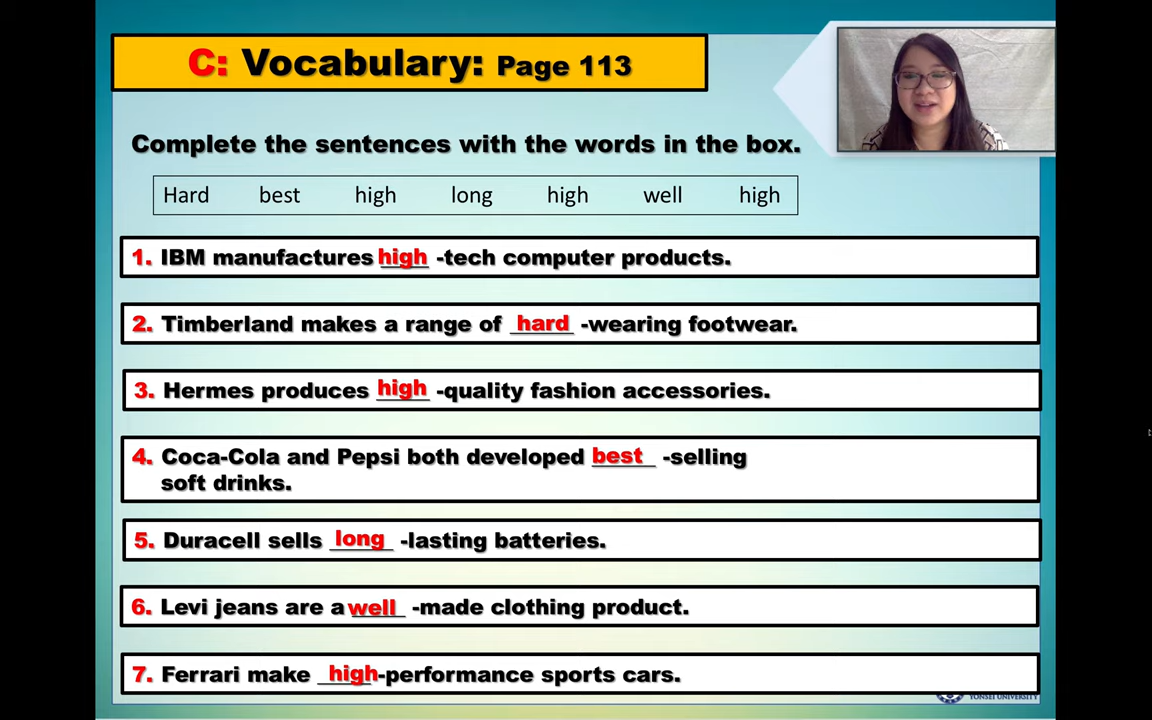 C: Vocabulary: Page 113
Complete the sentences with the words in the box.
Hard best high long high well high
1. IBM manufactures high -tech computer products.
2. Timberland makes a range of hard -wearing footwear.
3. Hermes produces high -quality fashion accessories.
4. Coca-Cola and Pepsi both developed best -selling
soft drinks.
5. Duracell sells long -lasting batteries.
6. Levi jeans are a well -made clothing product.
7. Ferrari make high-performance sports cars.
YONSEI UNIVERSITY